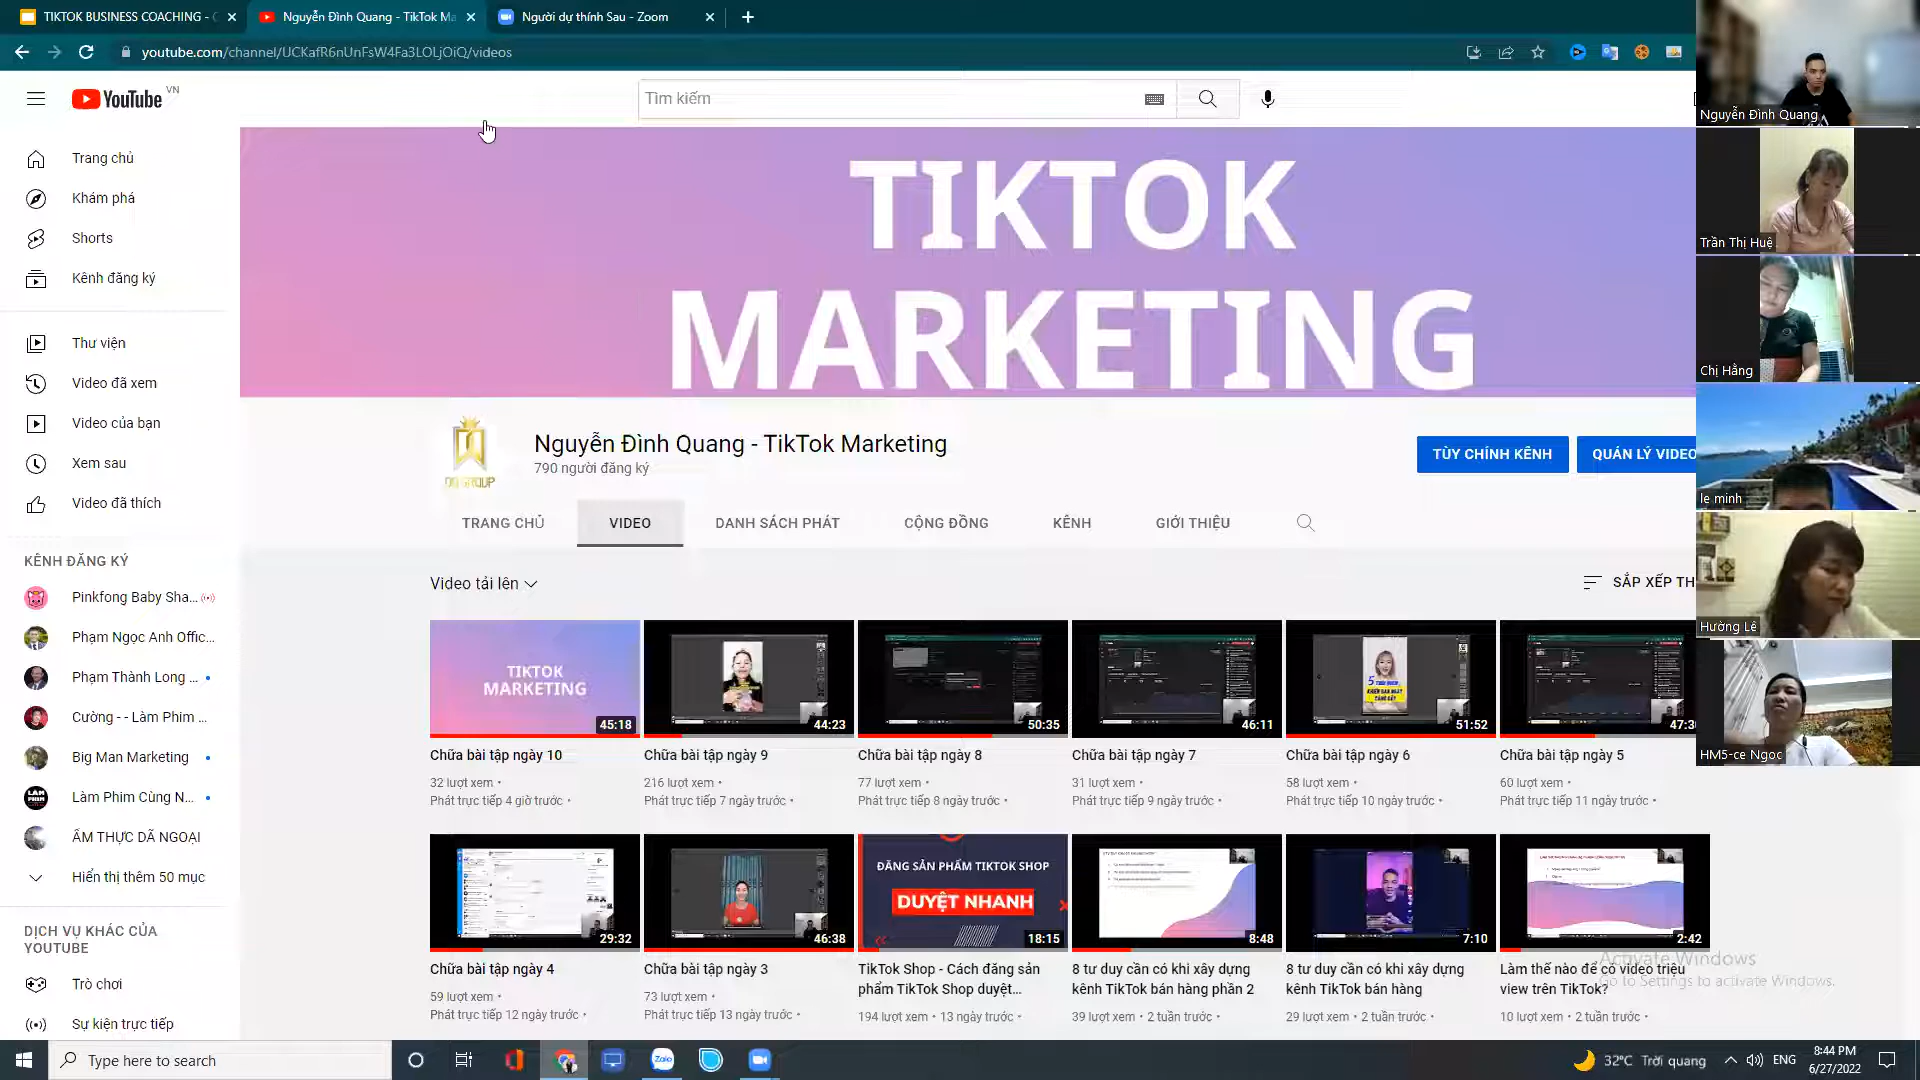 TIKTOK BUSINESS COACHING -
Nguyễn Đình Quang - TikTok Ma
Người dự thính Sau - Zoom
youtube.com/channel/UCKafR6nUnFsW4Fa3LOLjOiQ/videos
YouTube VN
Tìm kiếm
Trang chủ
Khám phá
Shorts
Kênh đăng ký
Thư viện
Video đã xem
Video của bạn
Xem sau
Video đã thích
KÊNH ĐĂNG KÝ
Pinkfong Baby Sha...
Phạm Ngọc Anh Offic...
Phạm Thành Long ...
Cường - - Làm Phim ...
Big Man Marketing
Làm Phim Cùng N...
ẨM THỰC DÃ NGOẠI
Hiển thị thêm 50 mục
DỊCH VỤ KHÁC CỦA
YOUTUBE
Trò chơi
Sự kiện trực tiếp
TIKTOK
MARKETING
Nguyễn Đình Quang - TikTok Marketing
790 người đăng ký
TÙY CHỈNH KÊNH
QUẢN LÝ VIDEO
TRANG CHỦ
VIDEO
DANH SÁCH PHÁT
CỘNG ĐỒNG
KÊNH
GIỚI THIỆU
Video tải lên
SẮP XẾP TH
TIKTOK
MARKETING
45:18
44:23
50:35
46:11
51:52
47:3
Chữa bài tập ngày 10
32 lượt xem •
Phát trực tiếp 4 giờ trước •
Chữa bài tập ngày 9
216 lượt xem •
Phát trực tiếp 7 ngày trước •
Chữa bài tập ngày 8
77 lượt xem •
Phát trực tiếp 8 ngày trước •
Chữa bài tập ngày 7
31 lượt xem •
Phát trực tiếp 9 ngày trước •
Chữa bài tập ngày 6
58 lượt xem •
Phát trực tiếp 10 ngày trước •
Chữa bài tập ngày 5
60 lượt xem •
Phát trực tiếp 11 ngày trước •
ĐĂNG SẢN PHẨM TIKTOK SHOP
DUYỆT NHANH
29:32
46:38
18:15
8:48
7:10
2:42
Chữa bài tập ngày 4
59 lượt xem •
Phát trực tiếp 12 ngày trước •
Chữa bài tập ngày 3
73 lượt xem •
Phát trực tiếp 13 ngày trước •
TikTok Shop - Cách đăng sản
phẩm TikTok Shop duyệt...
194 lượt xem • 13 ngày trước •
8 tư duy cần có khi xây dựng
kênh TikTok bán hàng phần 2
39 lượt xem • 2 tuần trước •
8 tư duy cần có khi xây dựng
kênh TikTok bán hàng
29 lượt xem • 2 tuần trước •
Làm thế nào để có video triệu
view trên TikTok?
10 lượt xem • 2 tuần trước •
Activate Windows
Go to Settings to activate Windows.
Nguyễn Đình Quang
Trần Thị Huệ
Chị Hằng
le minh
Hường Lê
HM5-ce Ngoc
Type here to search
Zalo
32°C Trời quang
ENG
8:44 PM
6/27/2022